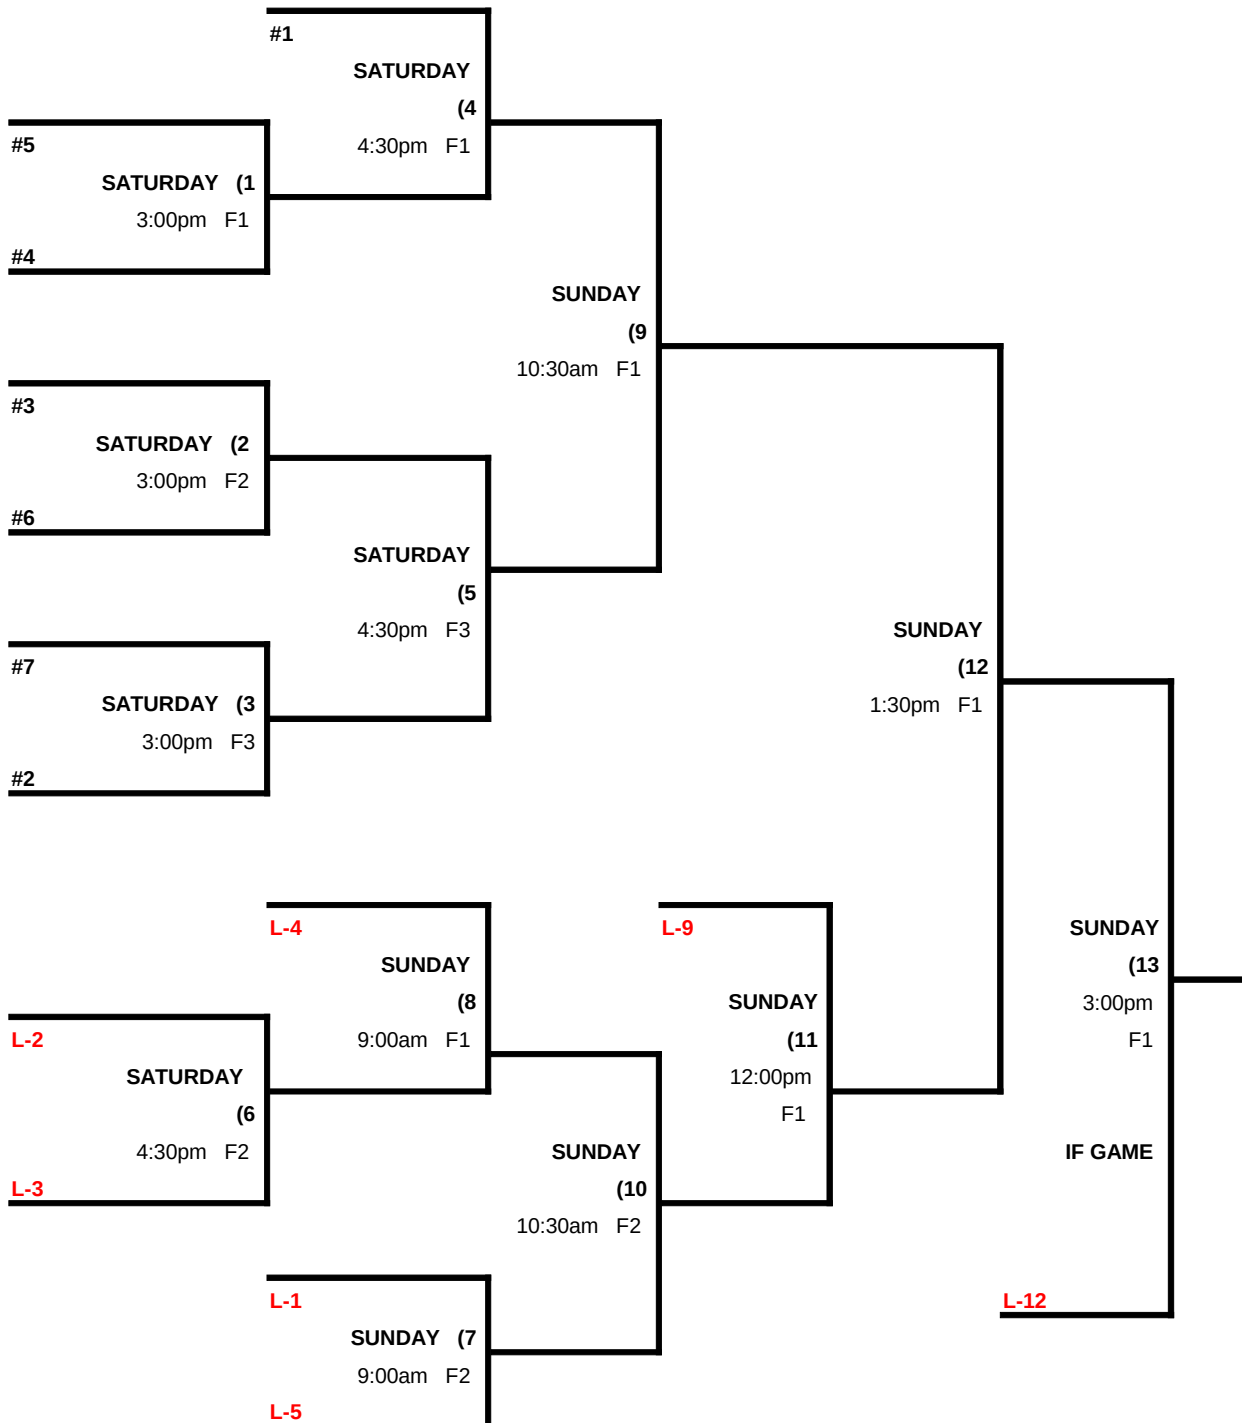 #1
SATURDAY
(4
4:30pm F1
#5
SATURDAY (1
3:00pm F1
#4
SUNDAY
(9
10:30am F1
#3
SATURDAY (2
3:00pm F2
#6
SATURDAY
(5
4:30pm F3
#7
SATURDAY (3
3:00pm F3
#2
SUNDAY
(12
1:30pm F1
L-4
SUNDAY
(8
9:00am F1
L-2
SATURDAY
(6
4:30pm F2
L-3
L-9
SUNDAY
(11
12:00pm
F1
SUNDAY
(10
10:30am F2
L-1
SUNDAY (7
9:00am F2
L-5
SUNDAY
(13
3:00pm
F1
IF GAME
L-12